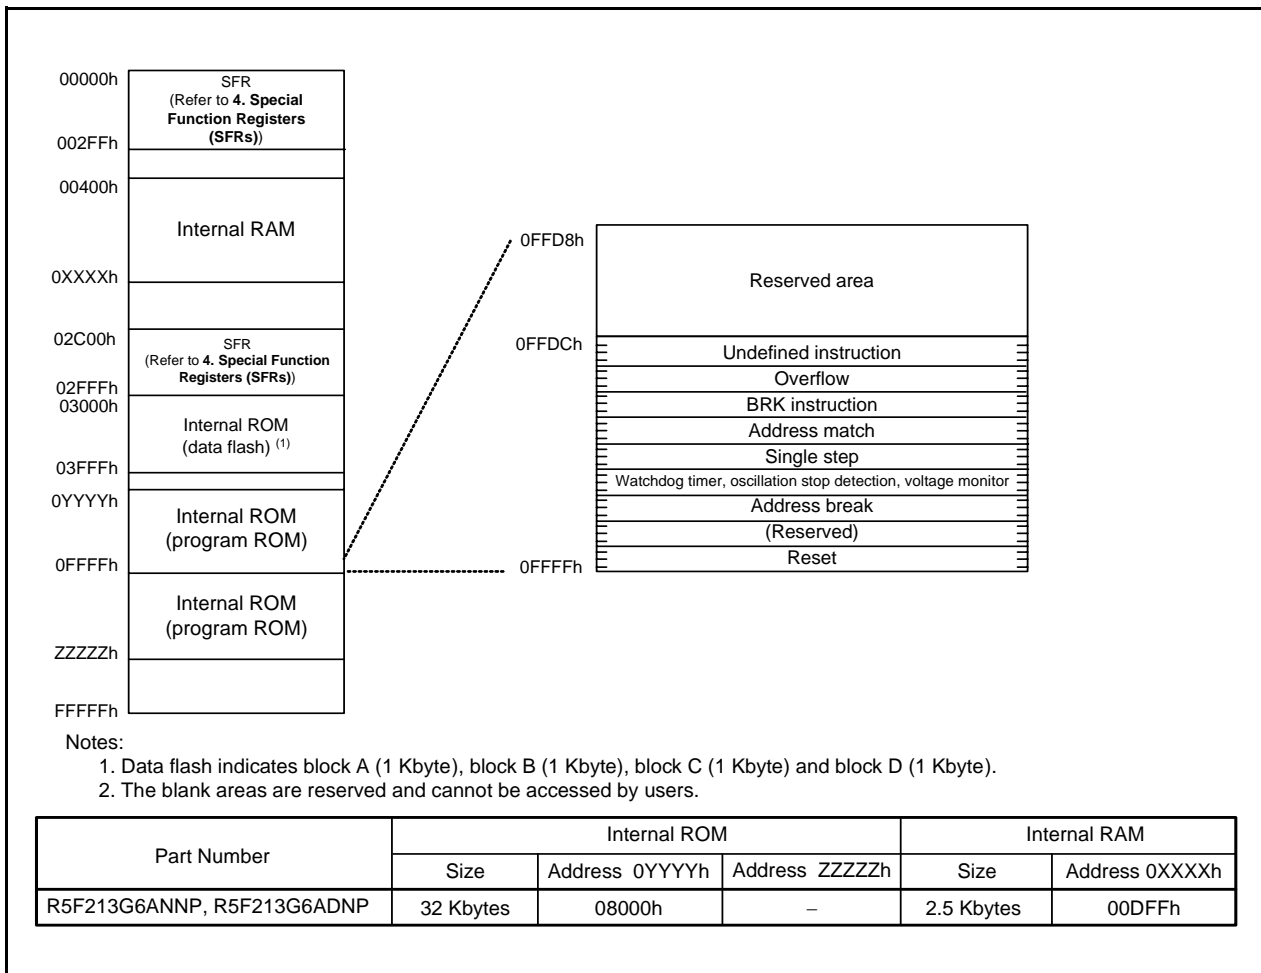 00000h
SFR
(Refer to 4. Special
Function Registers
(SFRs))
002FFh
00400h
Internal RAM
0XXXXh
02C00h
SFR
(Refer to 4. Special Function
Registers (SFRs))
02FFFh
03000h
Internal ROM
(data flash) (1)
03FFFh
0YYYYh
Internal ROM
(program ROM)
0FFFFh
Internal ROM
(program ROM)
ZZZZZh
FFFFFh
0FFD8h
Reserved area
0FFDCh
Undefined instruction
Overflow
BRK instruction
Address match
Single step
Watchdog timer, oscillation stop detection, voltage monitor
Address break
(Reserved)
Reset
0FFFFh
Notes:
1. Data flash indicates block A (1 Kbyte), block B (1 Kbyte), block C (1 Kbyte) and block D (1 Kbyte).
2. The blank areas are reserved and cannot be accessed by users.
Part Number
Internal ROM
Internal RAM
Size
Address 0YYYYh
Address ZZZZZh
Size
Address 0XXXXh
R5F213G6ANNP, R5F213G6ADNP
32 Kbytes
08000h
–
2.5 Kbytes
00DFFh